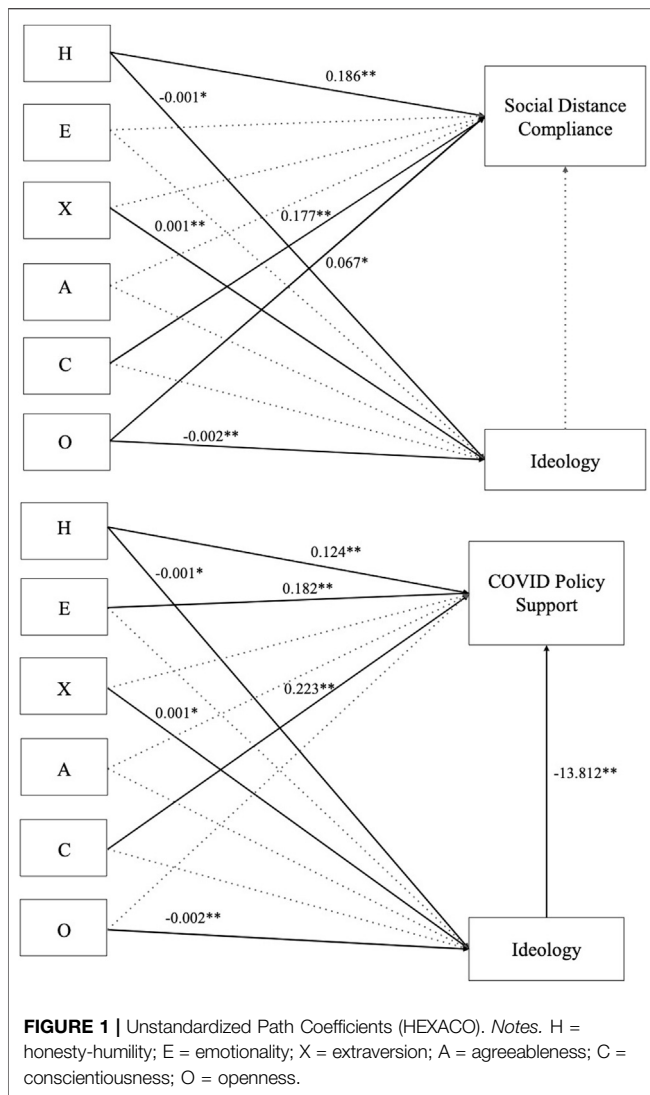 H
0.186**
-0.001*
Social Distance
Compliance
E
X
0.177**
0.001**
0.067*
A
C
O
-0.002**
Ideology
H
0.124**
-0.001*
COVID Policy
Support
E
0.182**
X
0.223**
0.001*
A
-13.812**
C
O
-0.002**
Ideology
FIGURE 1 | Unstandardized Path Coefficients (HEXACO). Notes. H =
honesty-humility; E = emotionality; X = extraversion; A = agreeableness; C =
conscientiousness; O = openness.